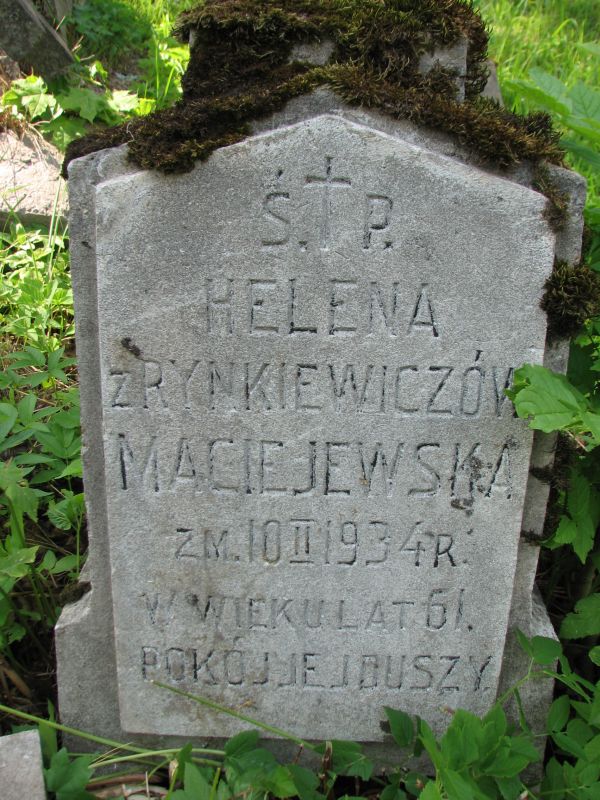 Ś. † P.
HELENA
z RYNKIEWICZÓW
MACIEJEWSKA
ZM. 10 II 1934 R.
W WIEKU LAT 61.
POKÓJ JEJ DUSZY.